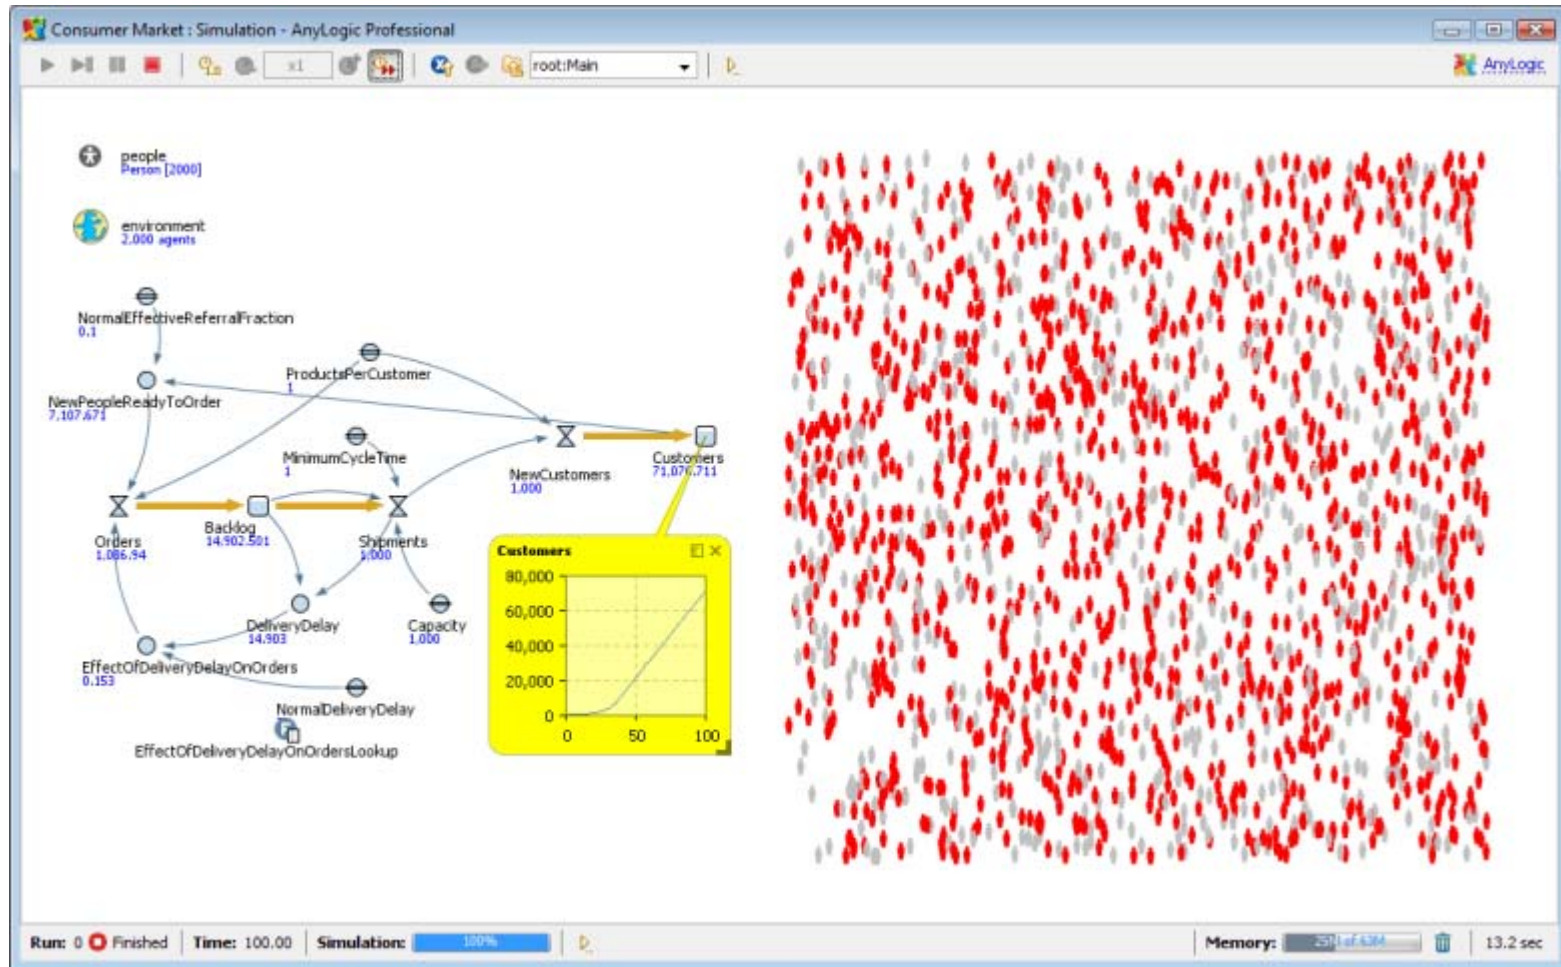 Consumer Market : Simulation - AnyLogic Professional
x1
root:Main
AnyLogic
people
Person [2000]
environment
2,000 agents
NormalEffectiveReferralFraction
0.1
ProductsPerCustomer
1
NewPeopleReadyToOrder
7,107.671
MinimumCycleTime
1
NewCustomers
1,000
Customers
71,076.711
Orders
1,086.94
Backlog
14,902.501
Shipments
1,000
DeliveryDelay
14.903
Capacity
1,000
EffectOfDeliveryDelayOnOrders
0.153
NormalDeliveryDelay
EffectOfDeliveryDelayOnOrdersLookup
Customers
80,000
60,000
40,000
20,000
0
0 50 100
Run: 0 Finished Time: 100.00 Simulation: 100% Memory: 25M of 63M 13.2 sec